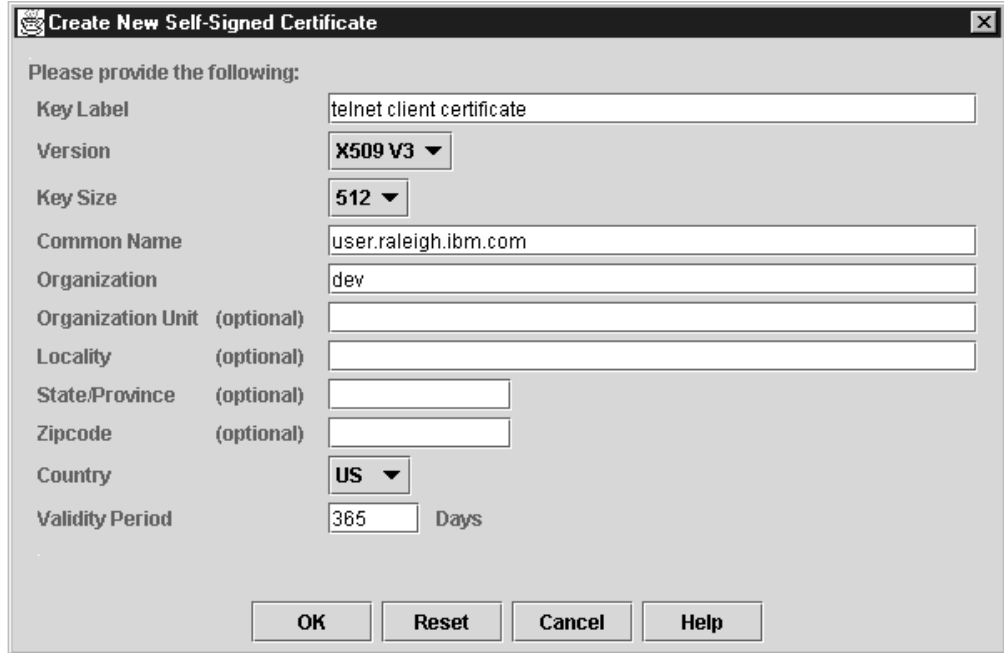 Create New Self-Signed Certificate
Please provide the following:
Key Label telnet client certificate
Version X509 V3
Key Size 512
Common Name user.raleigh.ibm.com
Organization dev
Organization Unit (optional)
Locality (optional)
State/Province (optional)
Zipcode (optional)
Country US
Validity Period 365 Days
OK Reset Cancel Help